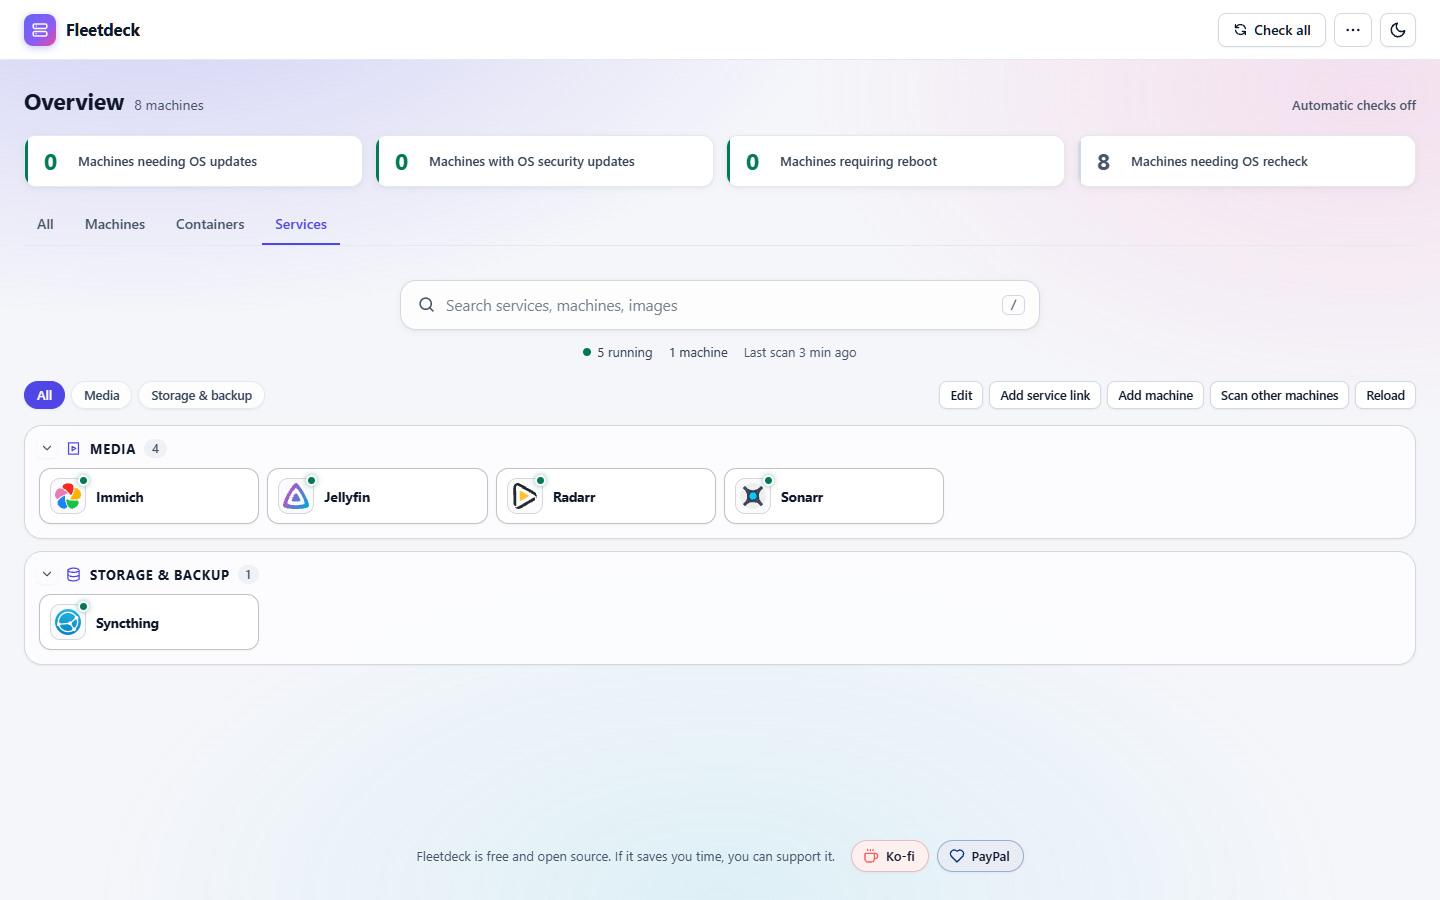 Fleetdeck
Check all
Overview 8 machines
Automatic checks off
0 Machines needing OS updates
0 Machines with OS security updates
0 Machines requiring reboot
8 Machines needing OS recheck
All Machines Containers Services
Search services, machines, images /
5 running 1 machine Last scan 3 min ago
All Media Storage & backup
Edit Add service link Add machine Scan other machines Reload
MEDIA 4
Immich Jellyfin Radarr Sonarr
STORAGE & BACKUP 1
Syncthing
Fleetdeck is free and open source. If it saves you time, you can support it. Ko-fi PayPal